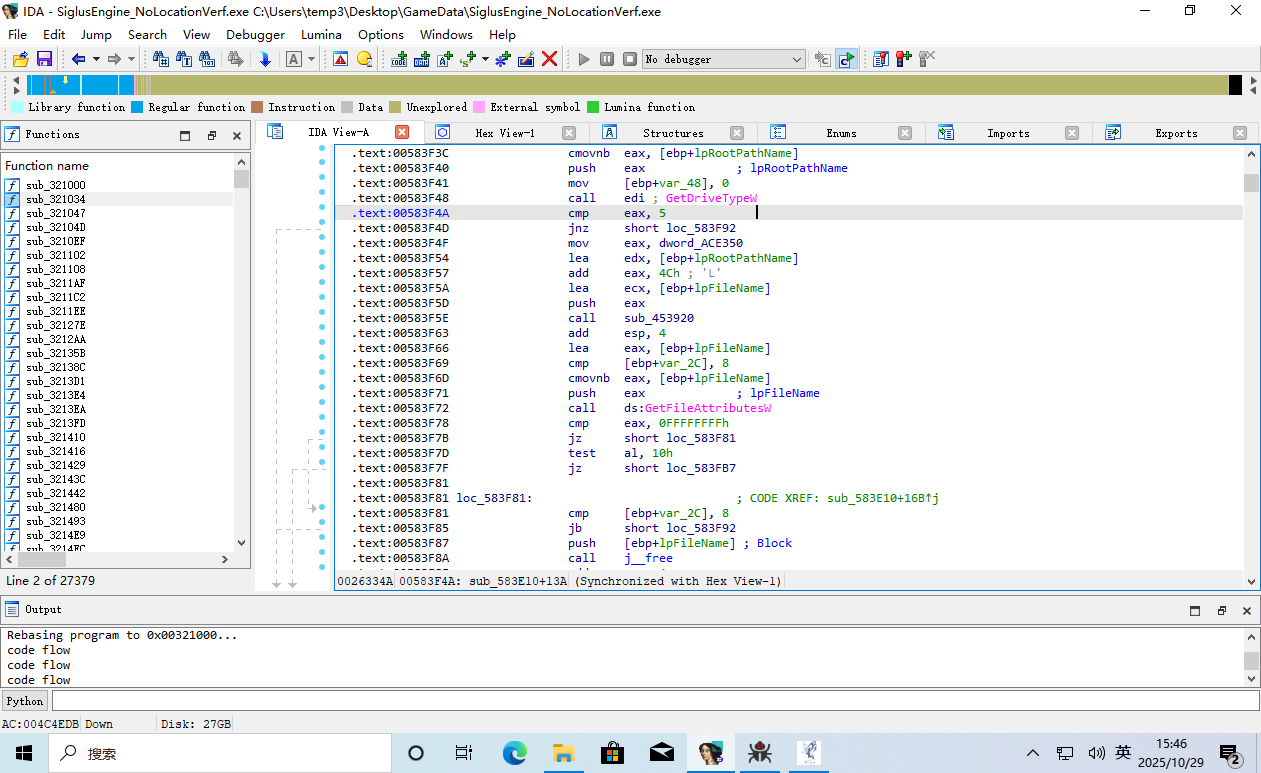 IDA - SiglusEngine_NoLocationVerf.exe C:\Users\temp3\Desktop\GameData\SiglusEngine_NoLocationVerf.exe
File Edit Jump Search View Debugger Lumina Options Windows Help
No debugger
Library function Regular function Instruction Data Unexplored External symbol Lumina function
Functions
IDA View-A Hex View-1 Structures Enums Imports Exports
Function name
sub_321000
sub_321034
sub_321047
sub_32104D
sub_3210EF
sub_321102
sub_321108
sub_3211AF
sub_3211C2
sub_3211EE
sub_32127E
sub_3212AA
sub_32135B
sub_32138C
sub_3213D1
sub_3213E4
sub_3213EA
sub_3213FD
sub_321410
sub_321416
sub_321429
sub_32143C
sub_321442
sub_321480
sub_321493
sub_3214E9
sub_3214FC
Line 2 of 27379
.text:00583F3C cmovnb eax, [ebp+lpRootPathName]
.text:00583F40 push eax ; lpRootPathName
.text:00583F41 mov [ebp+var_48], 0
.text:00583F48 call edi ; GetDriveTypeW
.text:00583F4A cmp eax, 5
.text:00583F4D jnz short loc_583F92
.text:00583F4F mov eax, dword_ACE350
.text:00583F54 lea edx, [ebp+lpRootPathName]
.text:00583F57 add eax, 4Ch ; 'L'
.text:00583F5A lea ecx, [ebp+lpFileName]
.text:00583F5D push eax
.text:00583F5E call sub_453920
.text:00583F63 add esp, 4
.text:00583F66 lea eax, [ebp+lpFileName]
.text:00583F69 cmp [ebp+var_2C], 8
.text:00583F6D cmovnb eax, [ebp+lpFileName]
.text:00583F71 push eax ; lpFileName
.text:00583F72 call ds:GetFileAttributesW
.text:00583F78 cmp eax, 0FFFFFFFFh
.text:00583F7B jz short loc_583F81
.text:00583F7D test al, 10h
.text:00583F7F jz short loc_583FB7
.text:00583F81
.text:00583F81 loc_583F81: ; CODE XREF: sub_583E10+16B↑j
.text:00583F81 cmp [ebp+var_2C], 8
.text:00583F85 jb short loc_583F92
.text:00583F87 push [ebp+lpFileName] ; Block
.text:00583F8A call j__free
0026334A 00583F4A: sub_583E10+13A (Synchronized with Hex View-1)
Output
Rebasing program to 0x00321000...
code flow
code flow
code flow
Python
AC:004C4EDB Down Disk: 27GB
搜索
英
15:46
2025/10/29
2